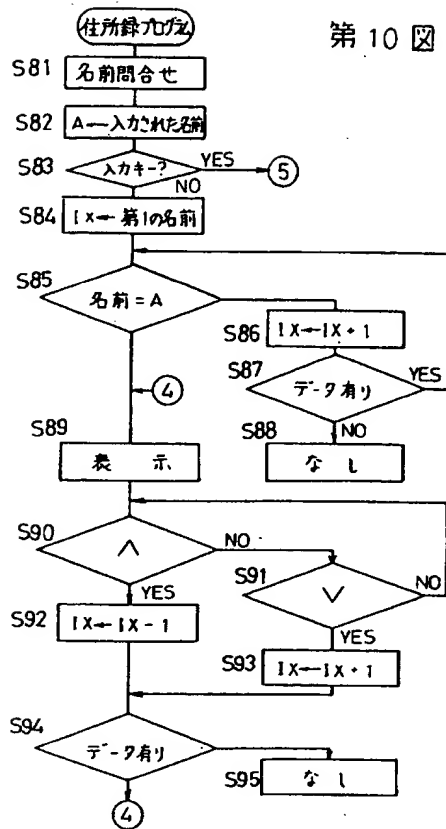 第10図
住所録プログラム
S81
名前問合せ
S82
A←入力された名前
S83
入力キー?
YES
⑤
NO
S84
IX←第1の名前
S85
名前=A
S86
IX←IX+1
S87
データ有り
YES
NO
④
S88
なし
S89
表示
S90
∧
NO
S91
∨
NO
YES
S92
IX←IX-1
YES
S93
IX←IX+1
S94
データ有り
S95
なし
④